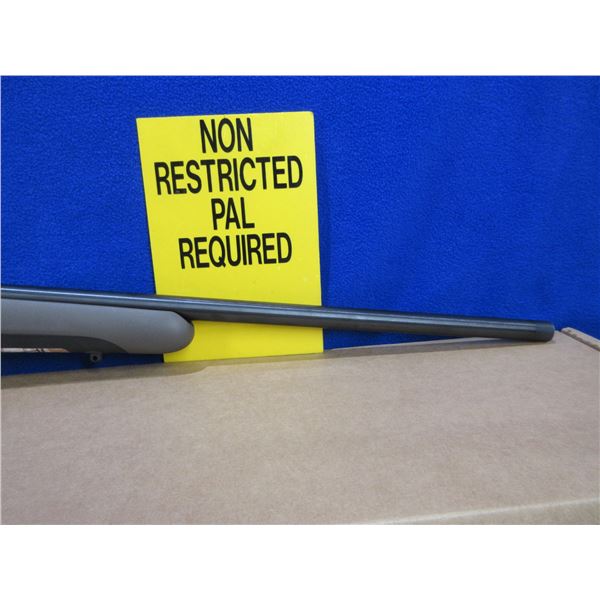 NON
RESTRICTED
PAL
REQUIRED